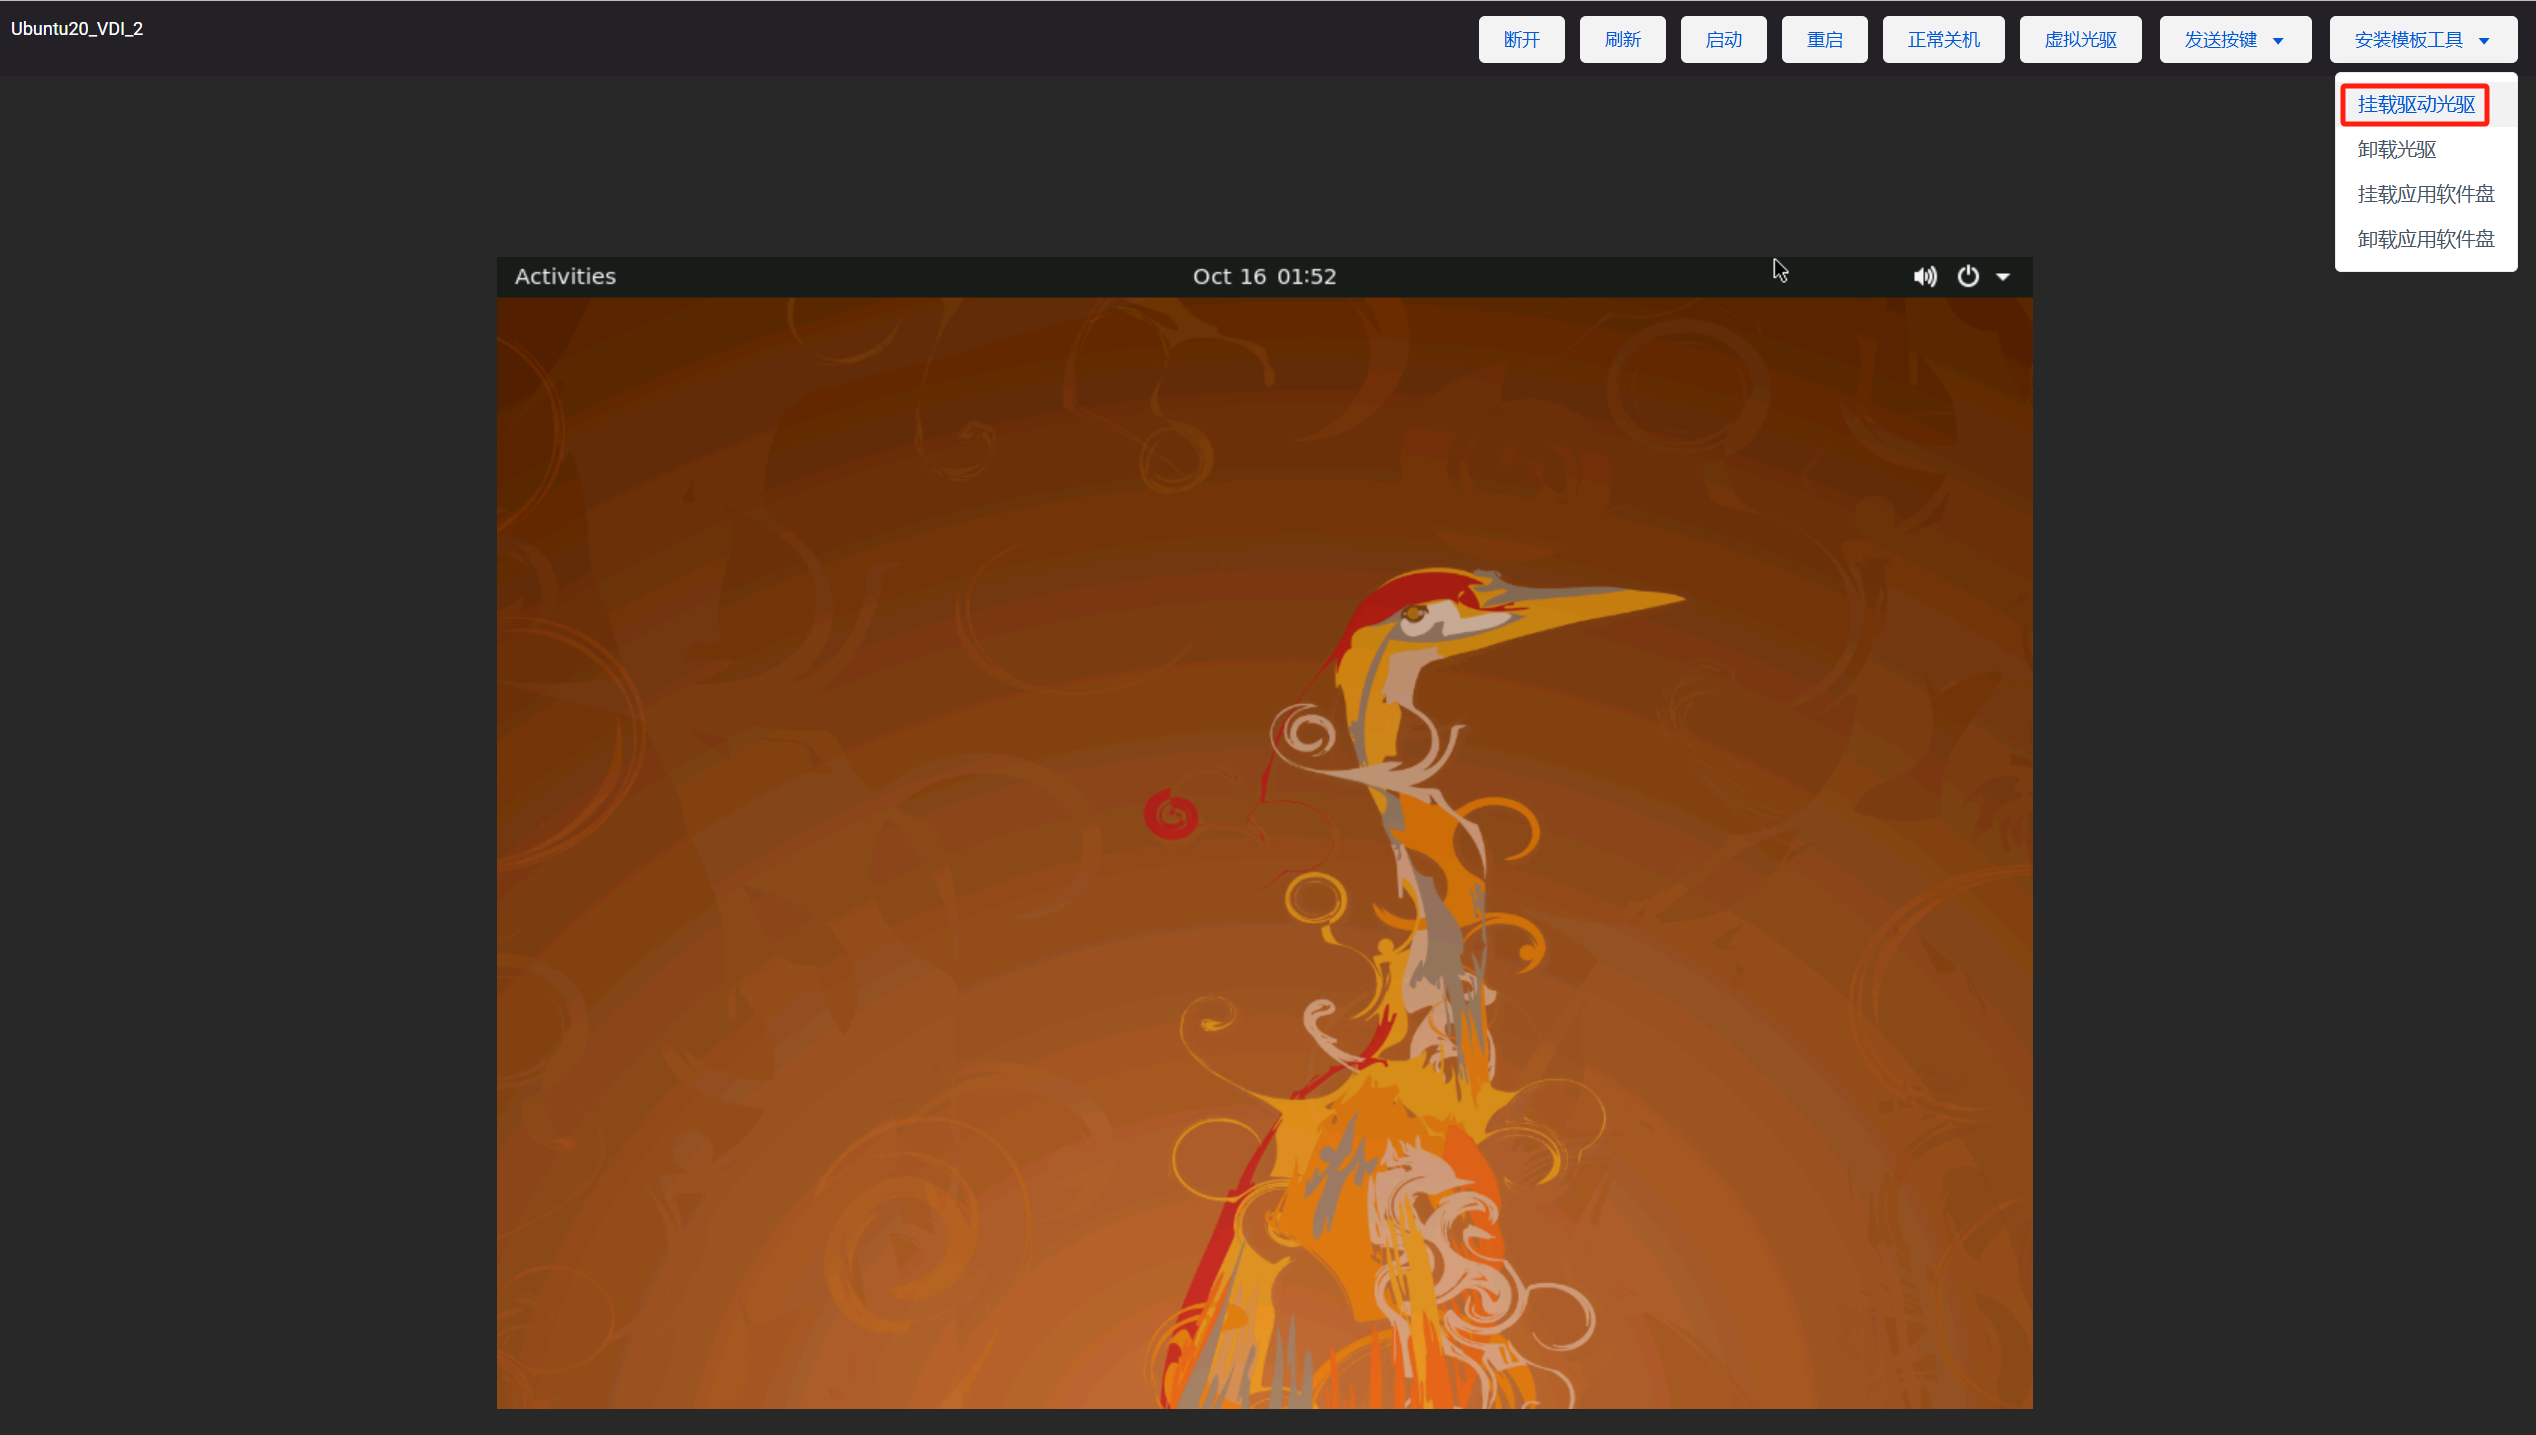 Ubuntu20_VDI_2
断开
刷新
启动
重启
正常关机
虚拟光驱
发送按键
安装模板工具
挂载驱动光驱
卸载光驱
挂载应用软件盘
卸载应用软件盘
Activities
Oct 16 01:52